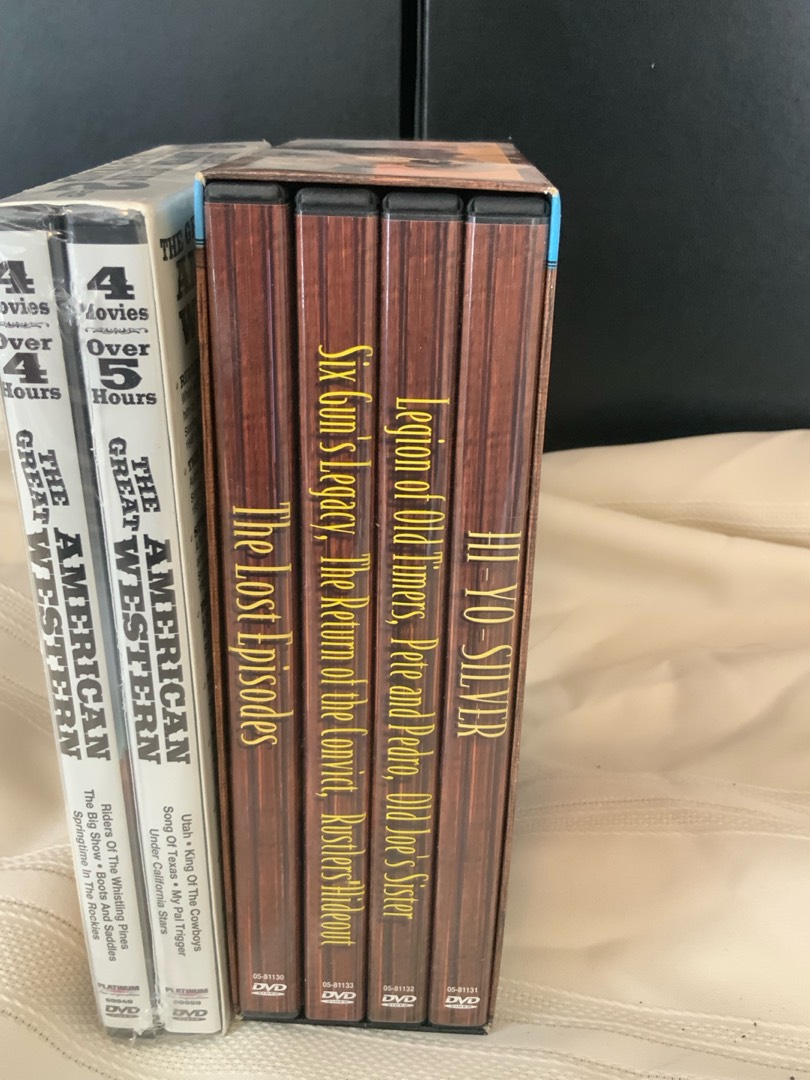 4
Movies
Over
4
Hours
THE GREAT
AMERICAN
WESTERN
Riders Of The Whistling Pines
The Big Show • Boots And Saddles
Springtime In The Rockies
PLATINUM
DVD
4
Movies
Over
5
Hours
THE GREAT
AMERICAN
WESTERN
Utah • King Of The Cowboys
Song Of Texas • My Pal Trigger
Under California Stars
PLATINUM
DVD
The Lost Episodes
05-81130
DVD
VIDEO
Six Gun's Legacy, The Return of the Convict, Rustlers' Hideout
05-81133
DVD
VIDEO
Legion of Old Timers, Pete and Pedro, Old Joe's Sister
05-81132
DVD
VIDEO
HI-YO-SILVER
05-81131
DVD
VIDEO